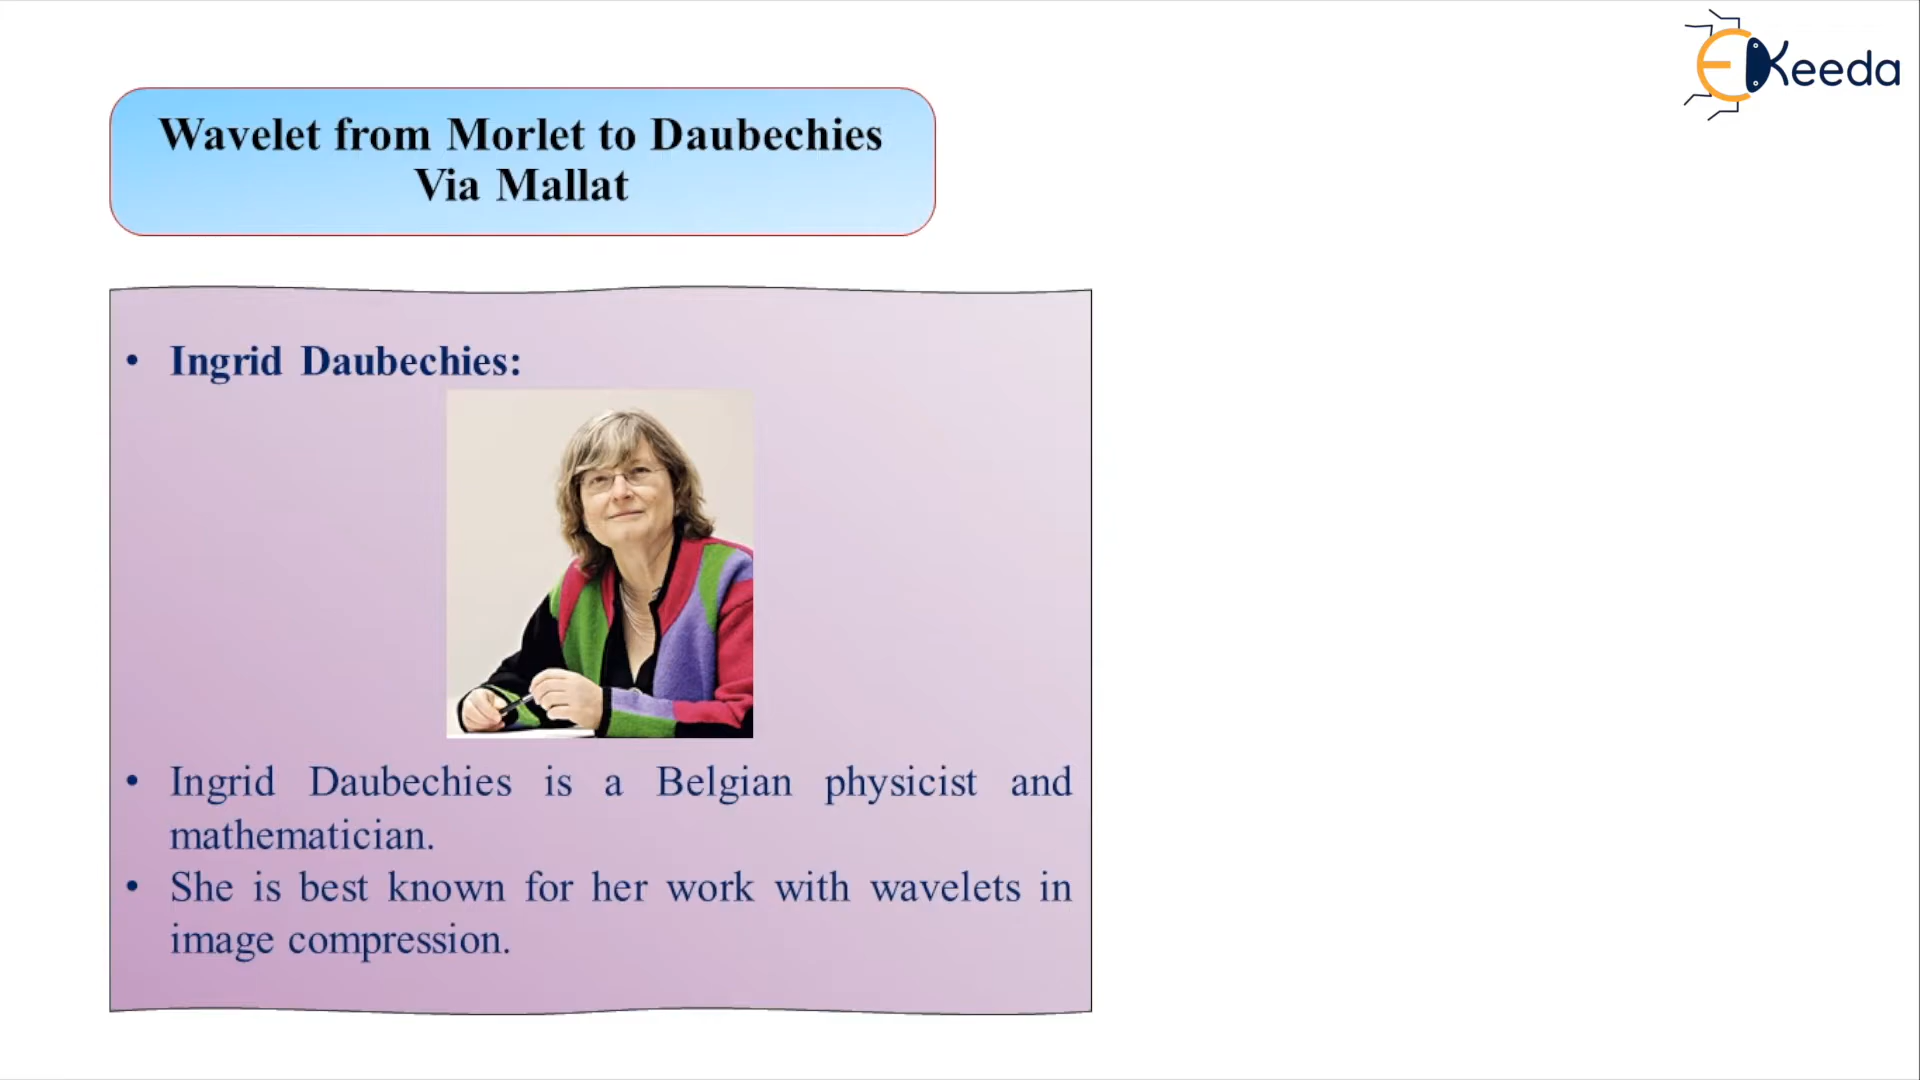 EKeeda
Wavelet from Morlet to Daubechies
Via Mallat
• Ingrid Daubechies:
• Ingrid Daubechies is a Belgian physicist and
mathematician.
• She is best known for her work with wavelets in
image compression.